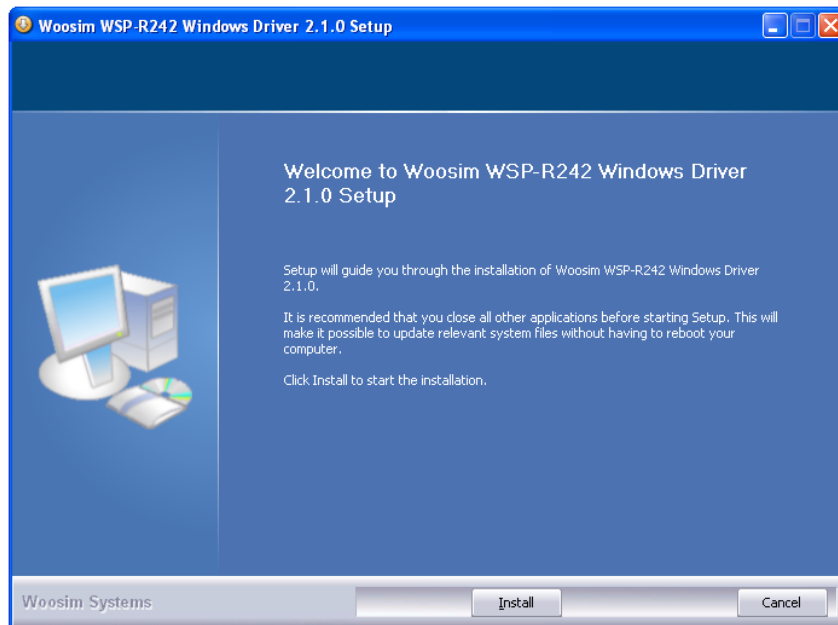 Woosim WSP-R242 Windows Driver 2.1.0 Setup
Welcome to Woosim WSP-R242 Windows Driver
2.1.0 Setup
Setup will guide you through the installation of Woosim WSP-R242 Windows Driver
2.1.0.
It is recommended that you close all other applications before starting Setup. This will
make it possible to update relevant system files without having to reboot your
computer.
Click Install to start the installation.
Woosim Systems
Install
Cancel